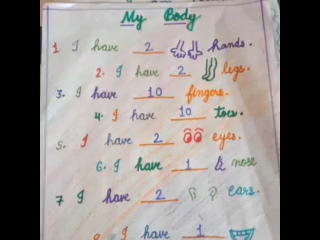 My Body
1 I have 2 hands.
2. I have 2 legs.
3. I have 10 fingers.
4. I have 10 toes.
5. I have 2 eyes.
6. I have 1 nose
7 I have 2 ears.
8. I have 1